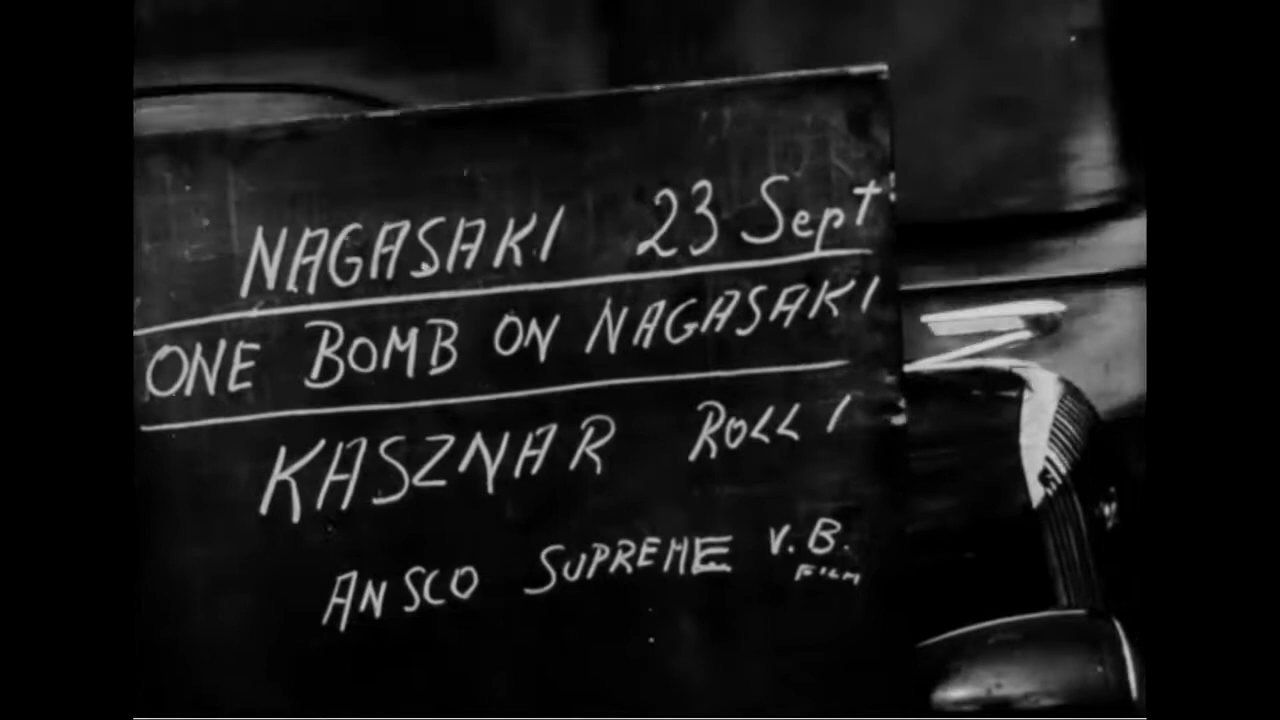 NAGASAKI 23 Sept
ONE BOMB ON NAGASAKI
KASZNAR ROLL 1
ANSCO SUPREME V. B.
FILM